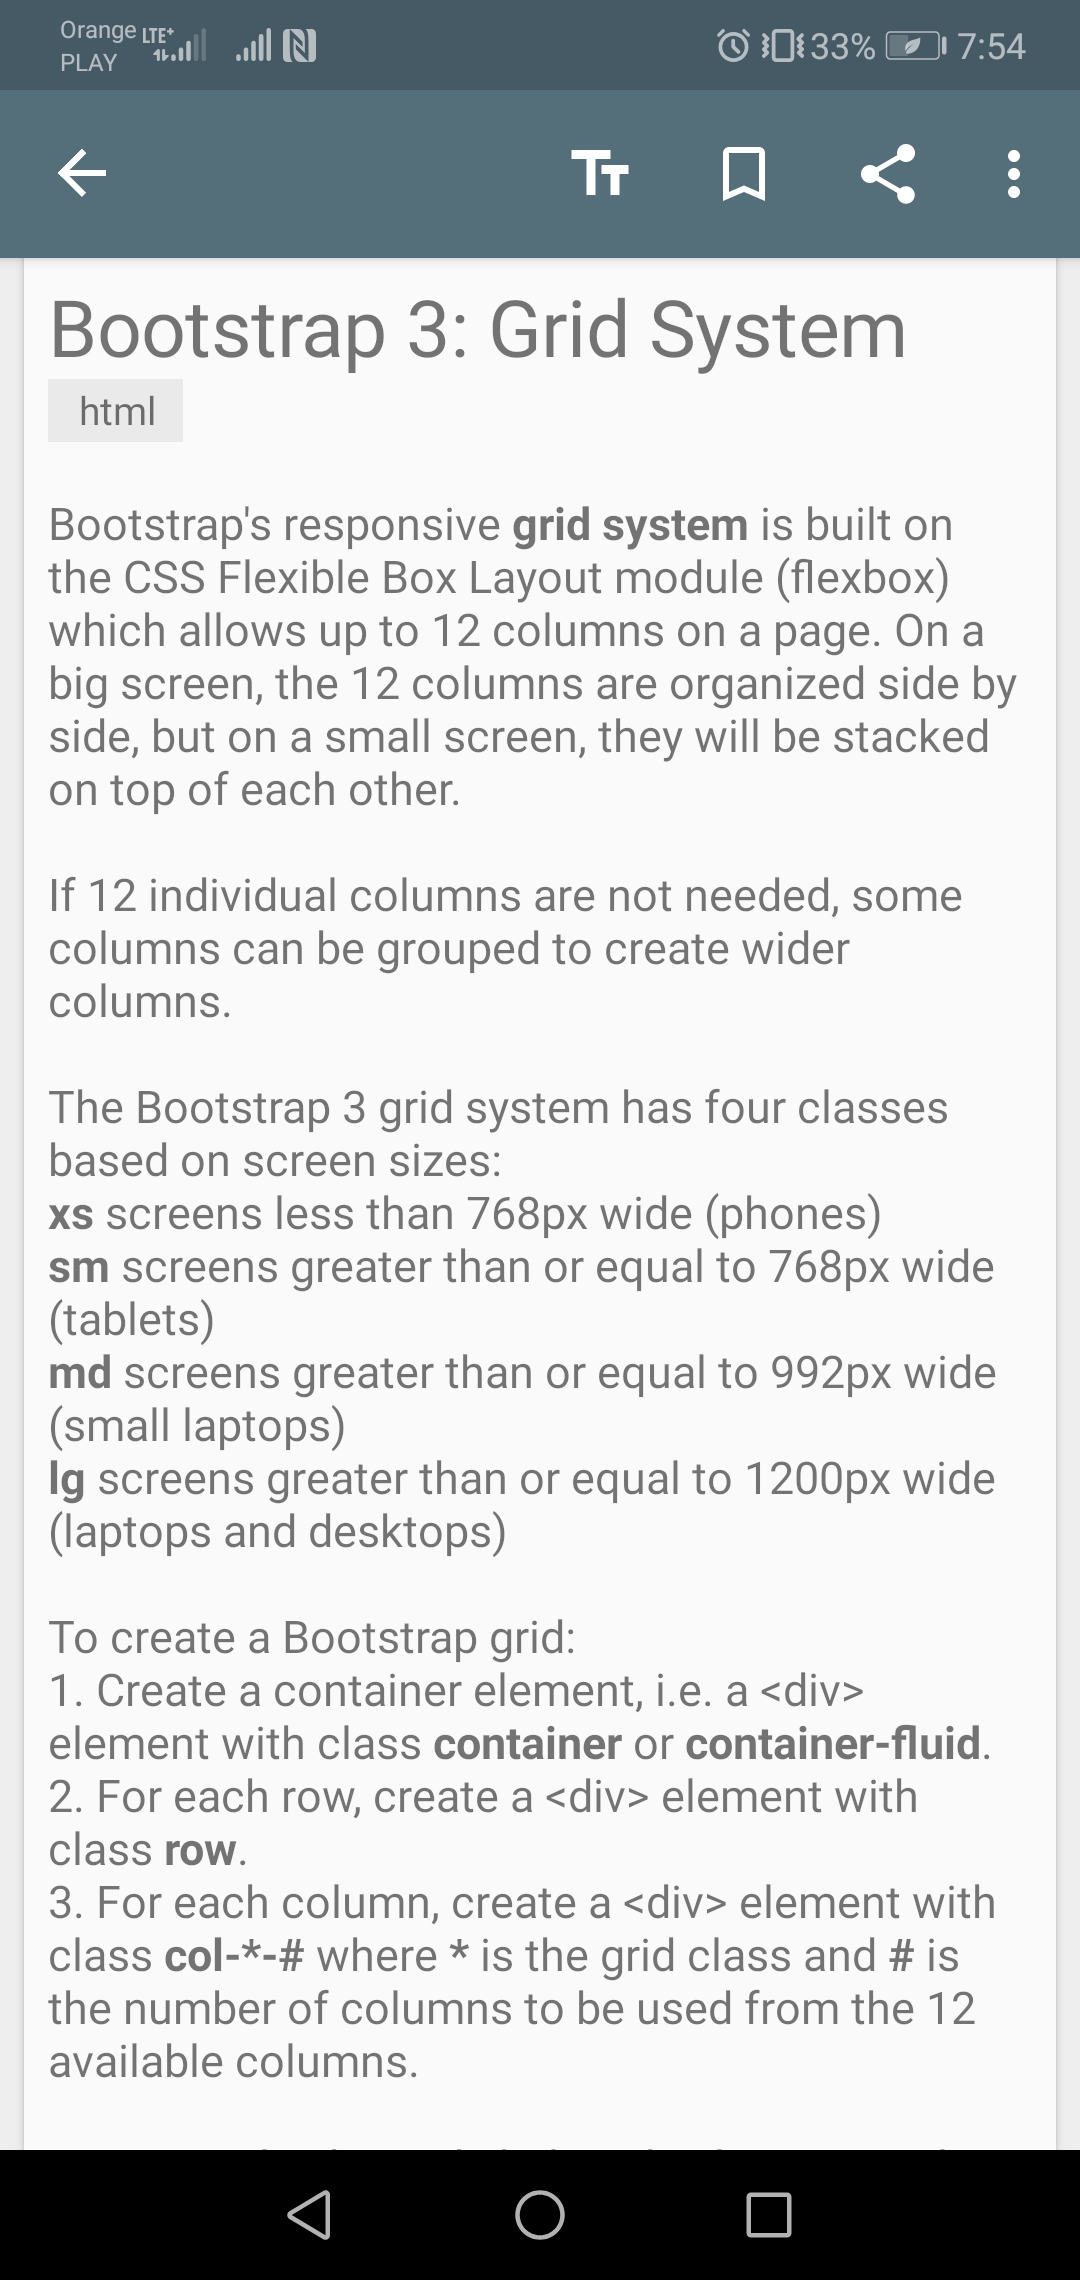 Orange LTE+
PLAY
33% 7:54
Bootstrap 3: Grid System
html
Bootstrap's responsive grid system is built on
the CSS Flexible Box Layout module (flexbox)
which allows up to 12 columns on a page. On a
big screen, the 12 columns are organized side by
side, but on a small screen, they will be stacked
on top of each other.
If 12 individual columns are not needed, some
columns can be grouped to create wider
columns.
The Bootstrap 3 grid system has four classes
based on screen sizes:
xs screens less than 768px wide (phones)
sm screens greater than or equal to 768px wide
(tablets)
md screens greater than or equal to 992px wide
(small laptops)
lg screens greater than or equal to 1200px wide
(laptops and desktops)
To create a Bootstrap grid:
1. Create a container element, i.e. a <div>
element with class container or container-fluid.
2. For each row, create a <div> element with
class row.
3. For each column, create a <div> element with
class col-*-# where * is the grid class and # is
the number of columns to be used from the 12
available columns.